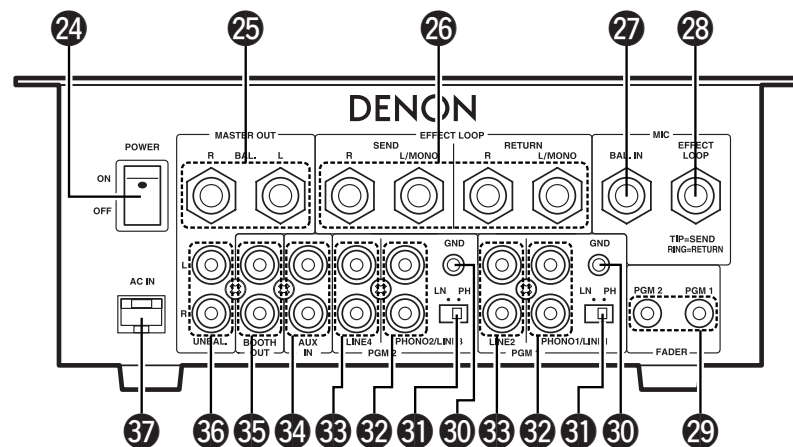 24 25 26 27 28
DENON
MASTER OUT EFFECT LOOP MIC
POWER
SEND RETURN EFFECT
R BAL. L R L/MONO R L/MONO BAL. IN LOOP
ON
OFF
TIP=SEND
RING=RETURN
GND GND
L
AC IN LN PH LN PH PGM 2 PGM 1
R
UNBAL. BOOTH OUT AUX IN LINE4 PHONO2/LINE3 LINE2 PHONO1/LINE1
PGM 2 PGM 1 FADER
37 36 35 34 33 32 31 30 33 32 31 30 29